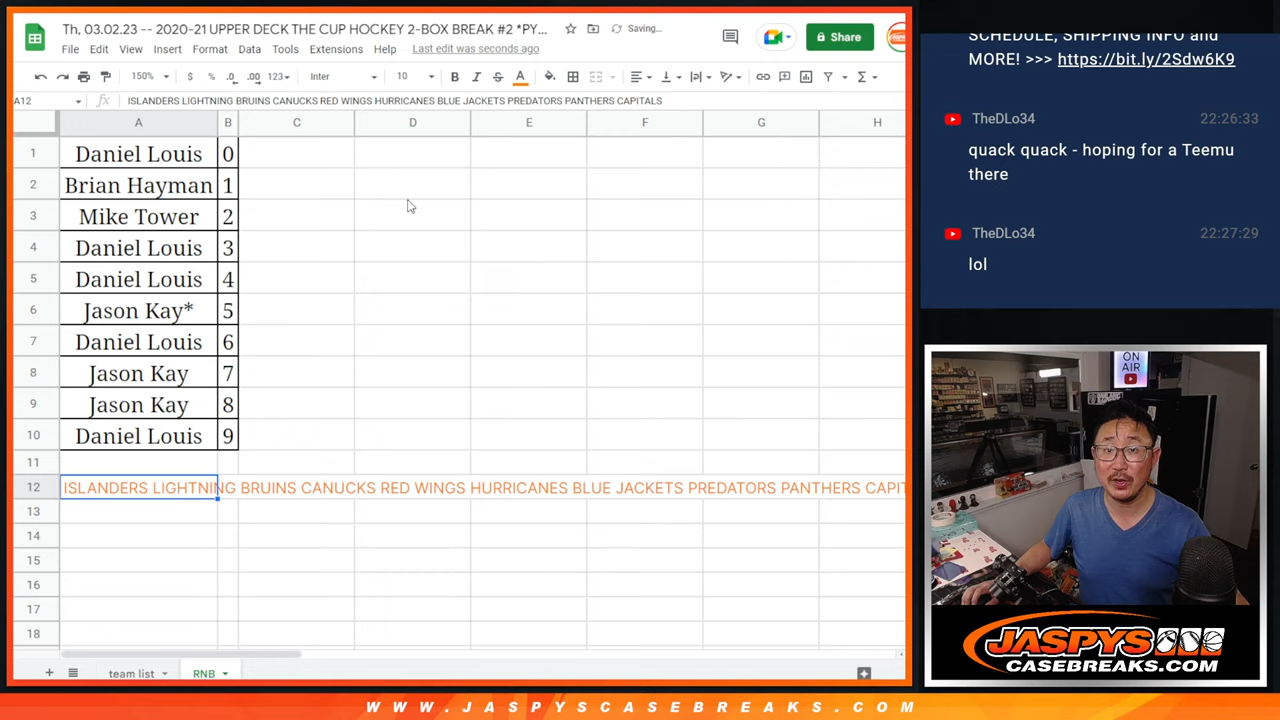 Th, 03.02.23 -- 2020-21 UPPER DECK THE CUP HOCKEY 2-BOX BREAK #2 *PY...
Saving...
File Edit View Insert Format Data Tools Extensions Help Last edit was seconds ago
Share
150% $ % .0 .00 123 Inter 10 B I S A
A12 fx ISLANDERS LIGHTNING BRUINS CANUCKS RED WINGS HURRICANES BLUE JACKETS PREDATORS PANTHERS CAPITALS
A B C D E F G H
1 Daniel Louis 0
2 Brian Hayman 1
3 Mike Tower 2
4 Daniel Louis 3
5 Daniel Louis 4
6 Jason Kay* 5
7 Daniel Louis 6
8 Jason Kay 7
9 Jason Kay 8
10 Daniel Louis 9
11
12 ISLANDERS LIGHTNING BRUINS CANUCKS RED WINGS HURRICANES BLUE JACKETS PREDATORS PANTHERS CAPIT
13
14
15
16
17
18
team list RNB
SCHEDULE, SHIPPING INFO and
MORE! >>> https://bit.ly/2Sdw6K9
TheDLo34 22:26:33
quack quack - hoping for a Teemu
there
TheDLo34 22:27:29
lol
ON
AIR
JASPYS
CASEBREAKS.COM
WWW.JASPYSCASEBREAKS.COM